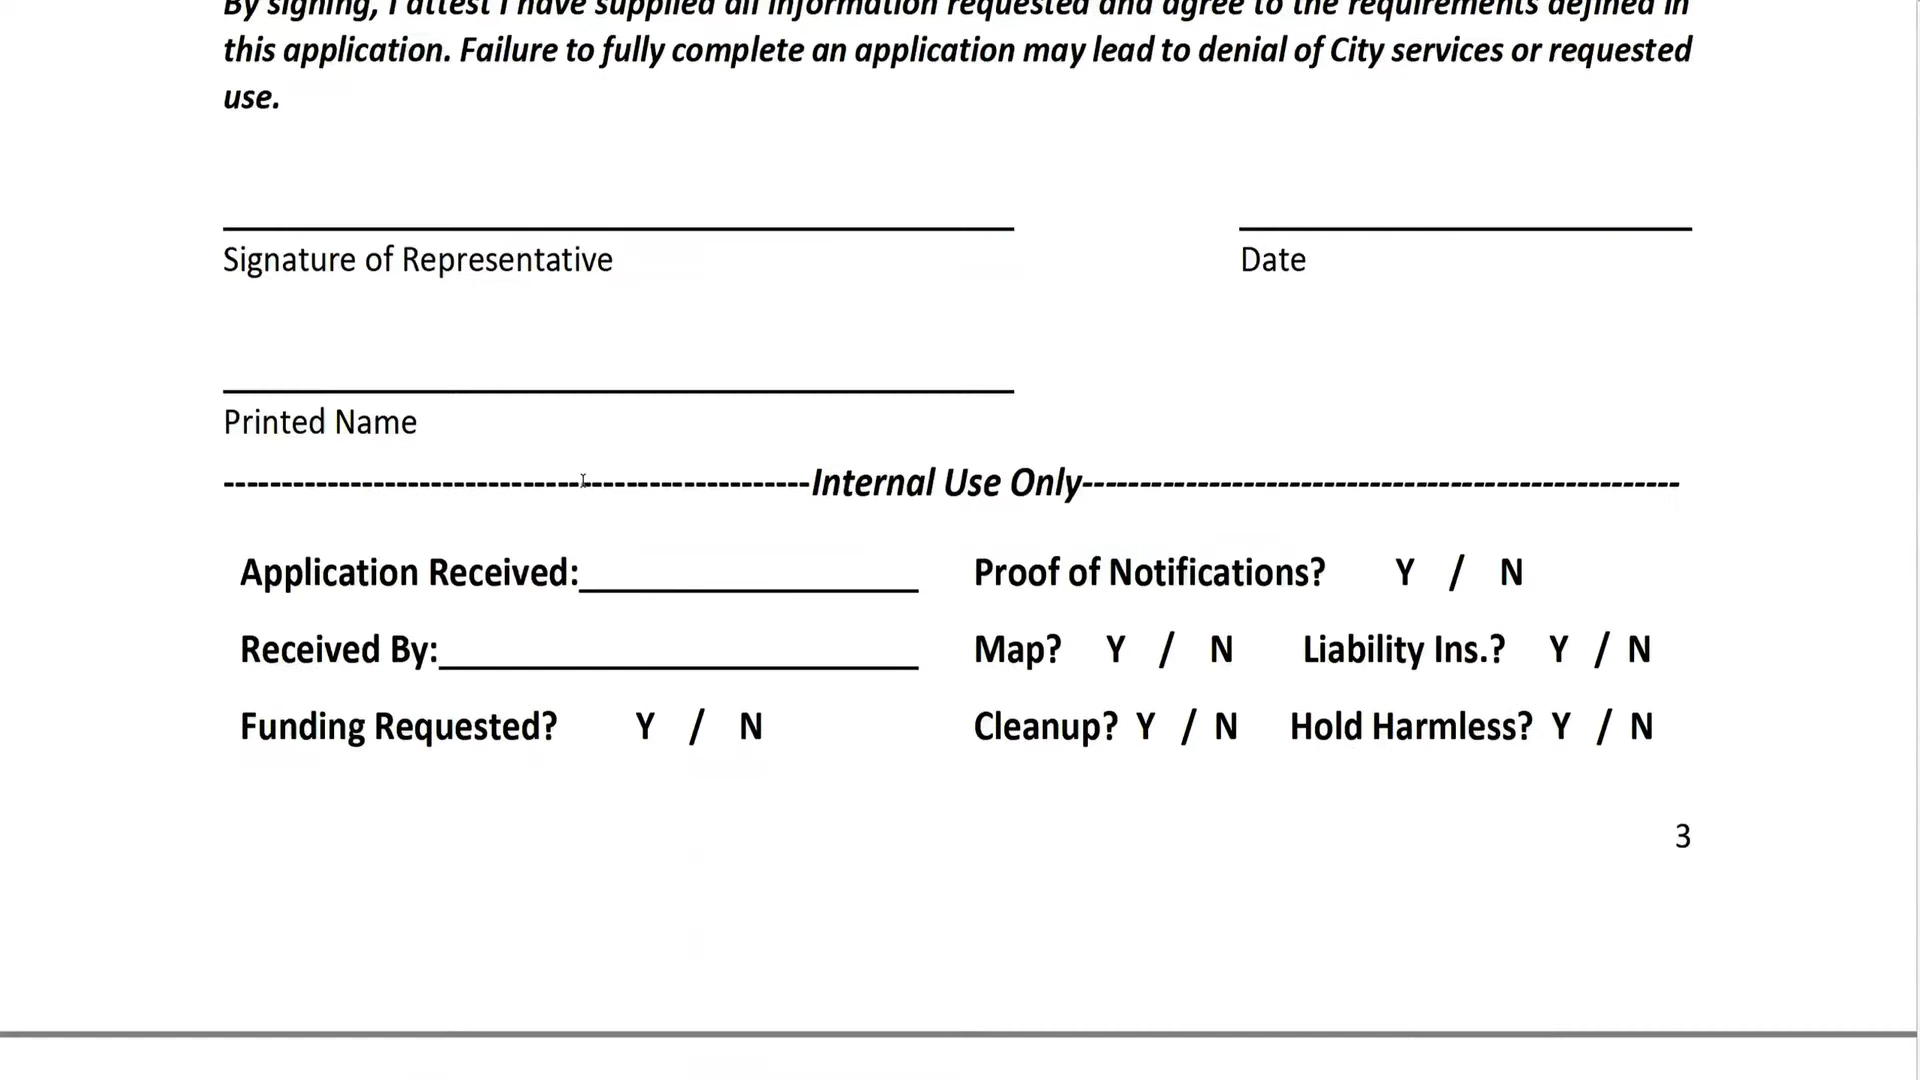 By signing, I attest I have supplied all information requested and agree to the requirements defined in
this application. Failure to fully complete an application may lead to denial of City services or requested
use.
Signature of Representative Date
Printed Name
---------------------------------------------------Internal Use Only----------------------------------------------------
Application Received:____________________ Proof of Notifications? Y / N
Received By:____________________________ Map? Y / N Liability Ins.? Y / N
Funding Requested? Y / N Cleanup? Y / N Hold Harmless? Y / N
3